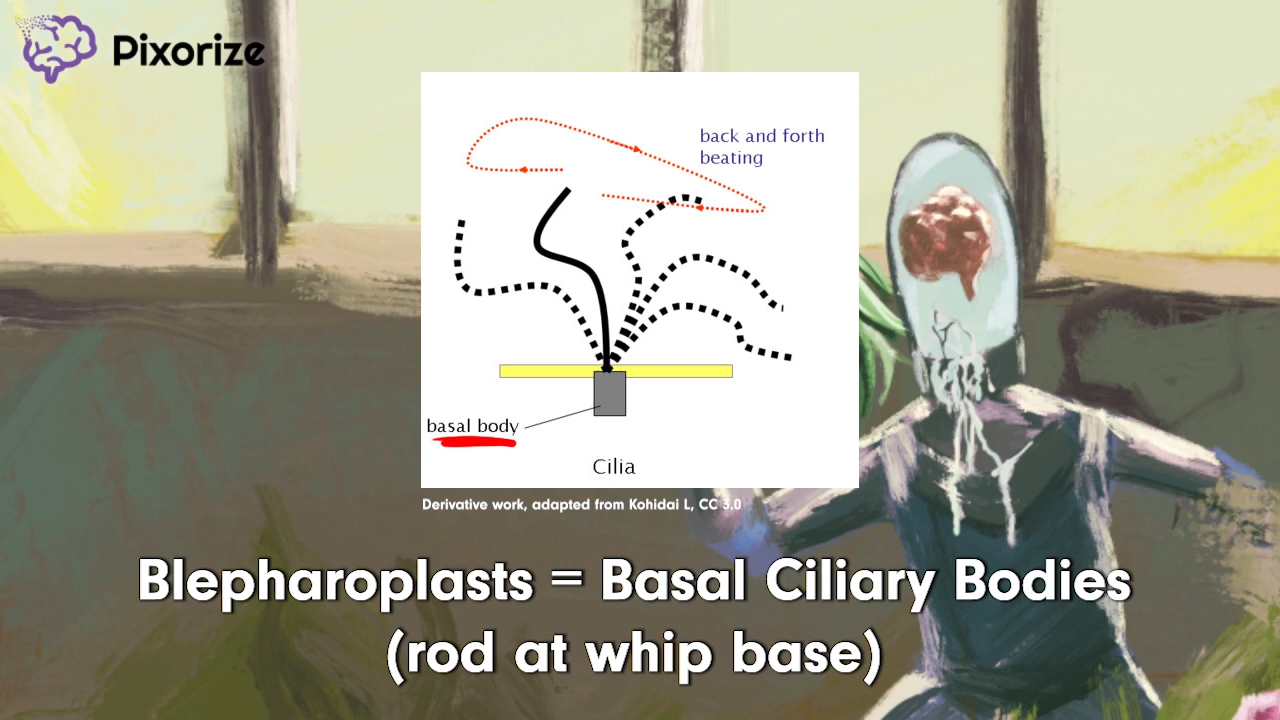 Pixorize
back and forth
beating
basal body
Cilia
Derivative work, adapted from Kohidai L, CC 3.0
Blepharoplasts = Basal Ciliary Bodies
(rod at whip base)